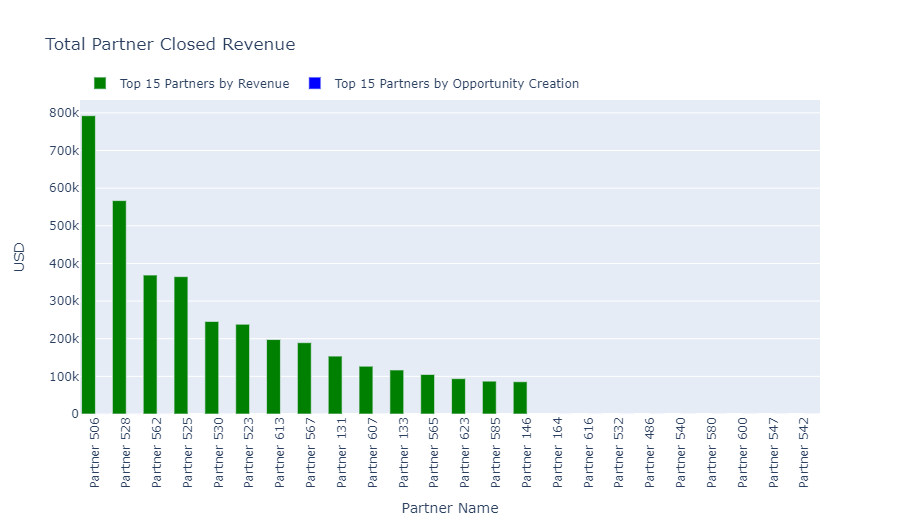 Total Partner Closed Revenue
Top 15 Partners by Revenue
Top 15 Partners by Opportunity Creation
800k
700k
600k
500k
400k
300k
200k
100k
0
USD
Partner 506
Partner 528
Partner 562
Partner 525
Partner 530
Partner 523
Partner 613
Partner 567
Partner 131
Partner 607
Partner 133
Partner 565
Partner 623
Partner 585
Partner 146
Partner 164
Partner 616
Partner 532
Partner 486
Partner 540
Partner 580
Partner 600
Partner 547
Partner 542
Partner Name